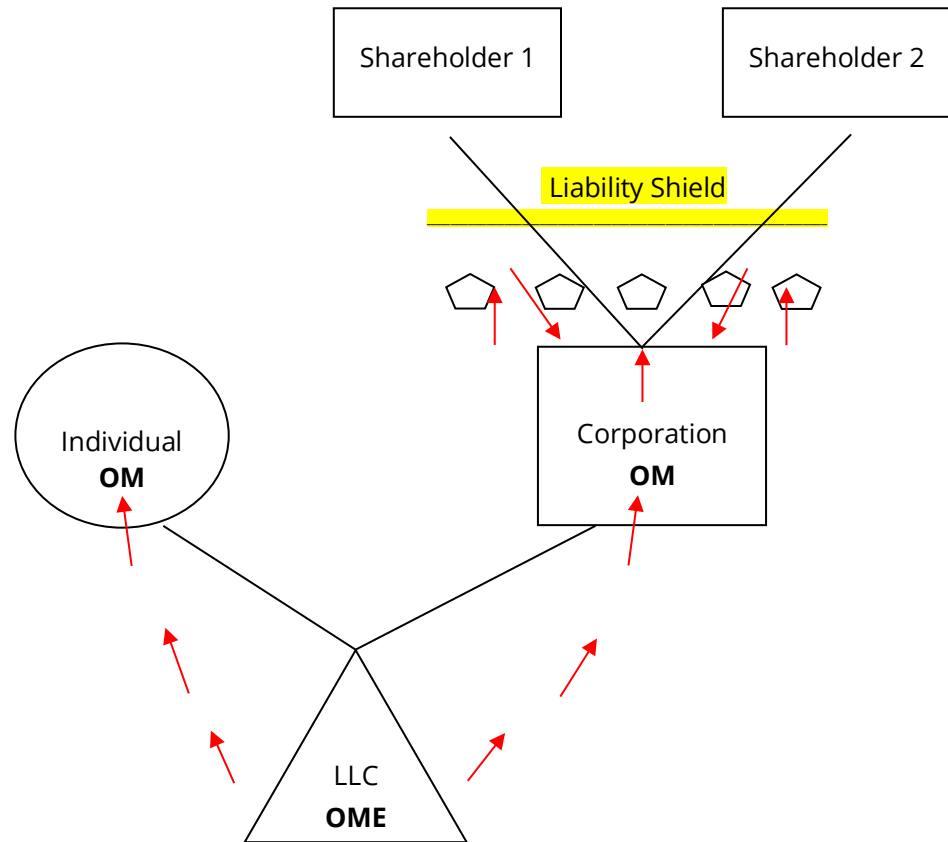 Shareholder 1
Shareholder 2
Liability Shield
Individual
OM
Corporation
OM
LLC
OME